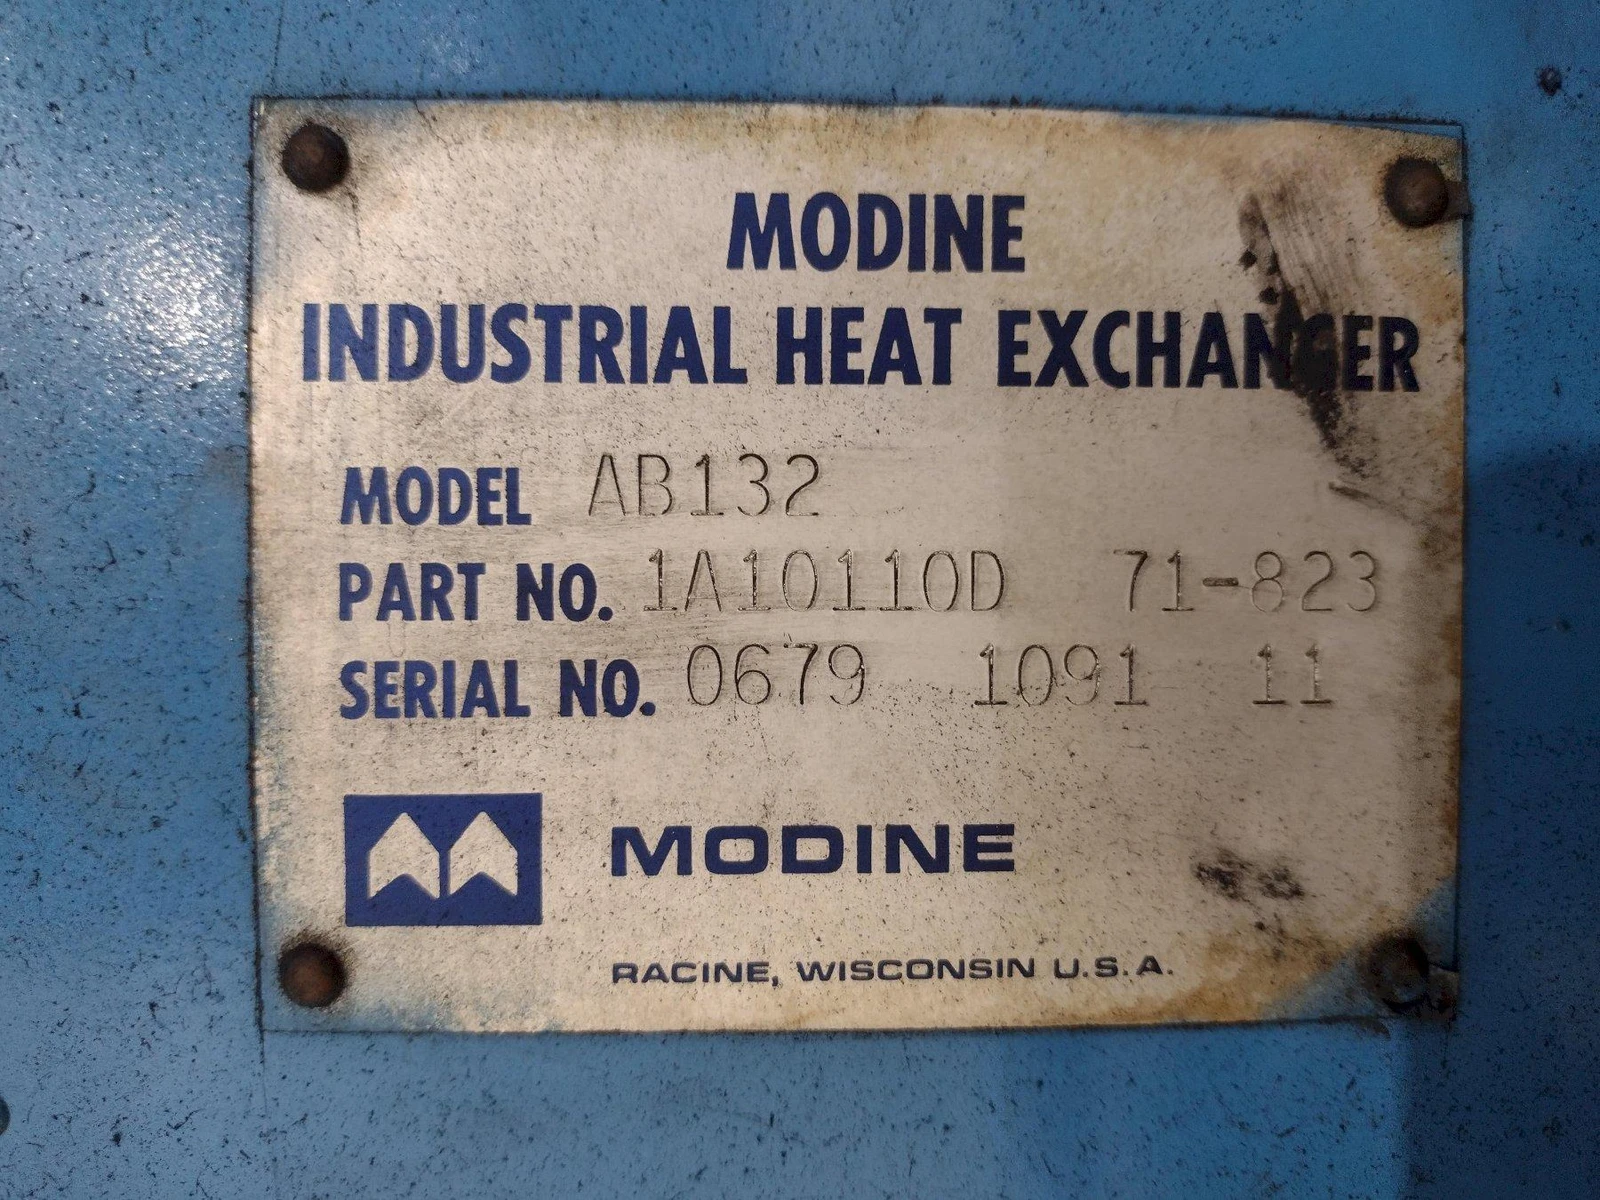 MODINE
INDUSTRIAL HEAT EXCHANGER
MODEL AB132
PART NO. 1A10110D 71-823
SERIAL NO. 0679 1091 11
MODINE
RACINE, WISCONSIN U.S.A.